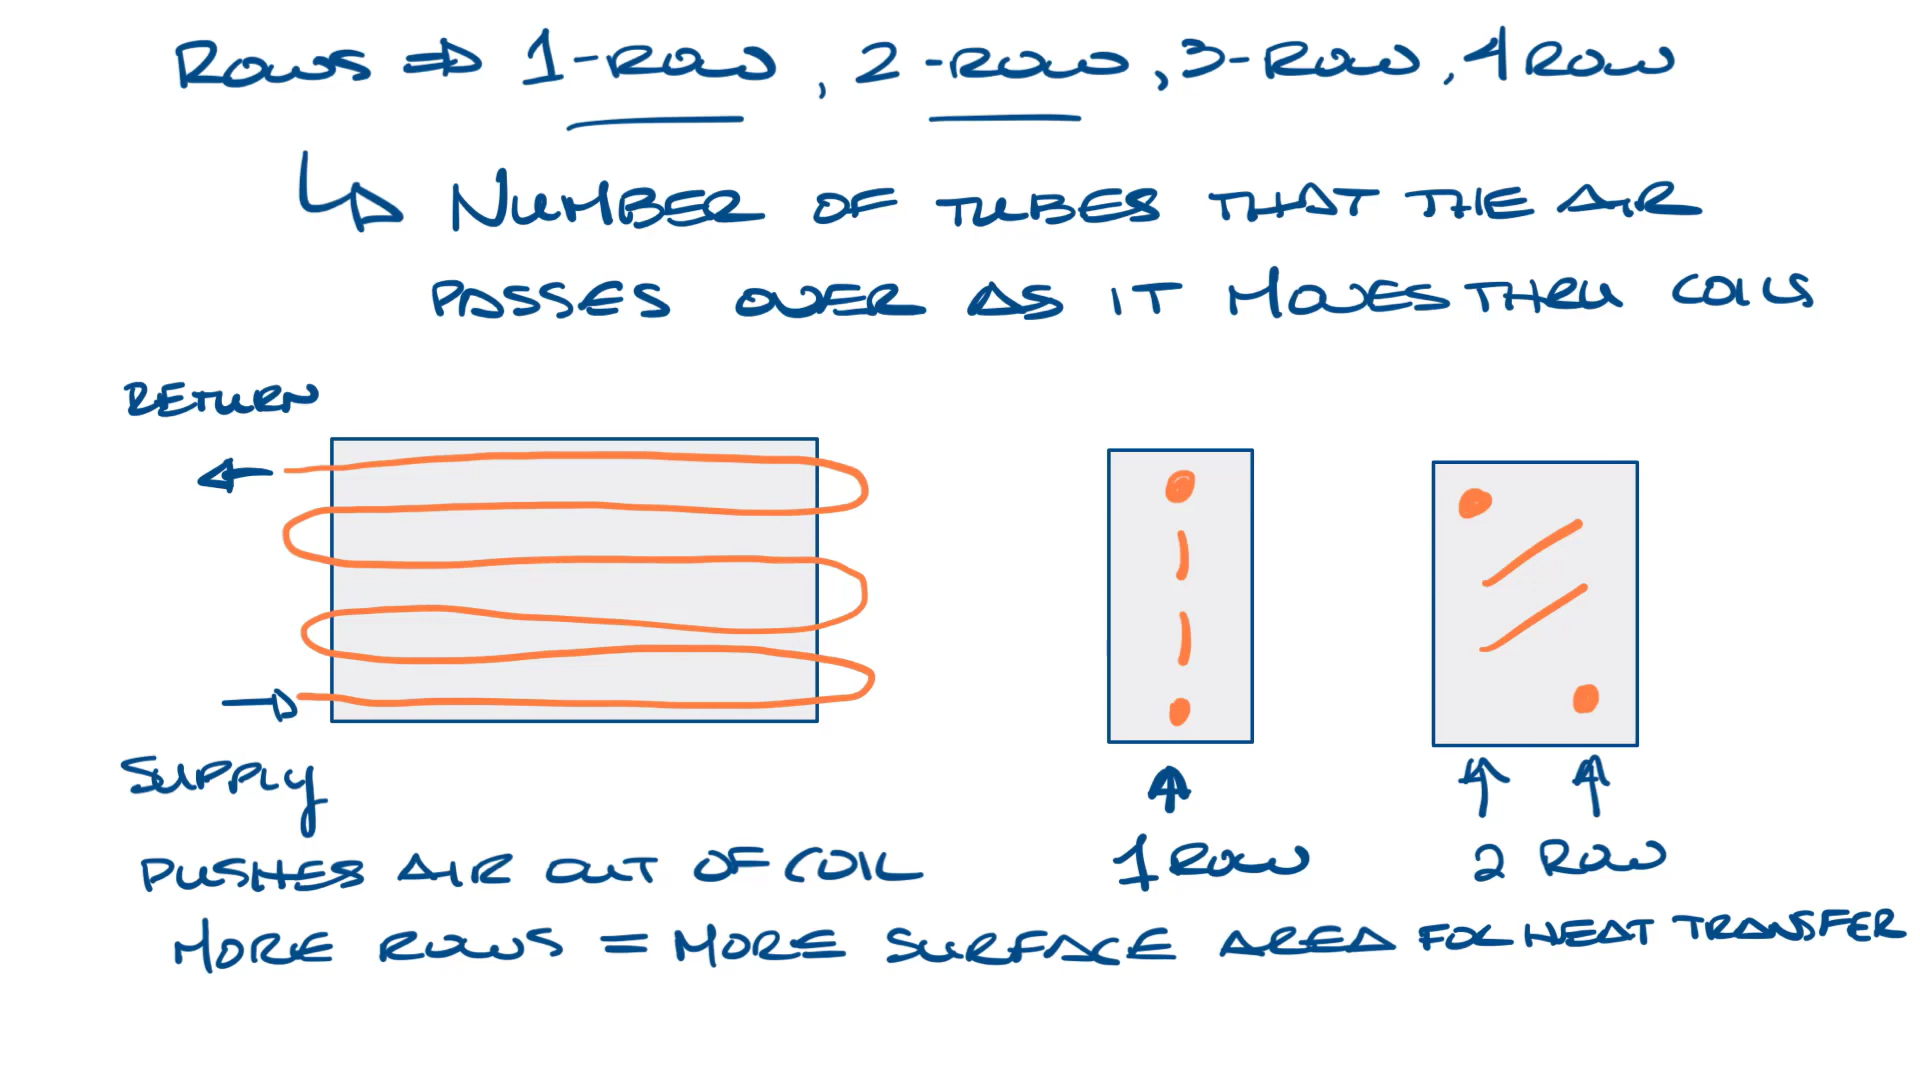 ROWS ⇒ 1-ROW, 2-ROW, 3-ROW, 4 ROW
↳ NUMBER OF TUBES THAT THE AIR
PASSES OVER AS IT MOVES THRU COILS
RETURN
SUPPLY
PUSHES AIR OUT OF COIL
1 ROW
2 ROW
MORE ROWS = MORE SURFACE AREA FOR HEAT TRANSFER